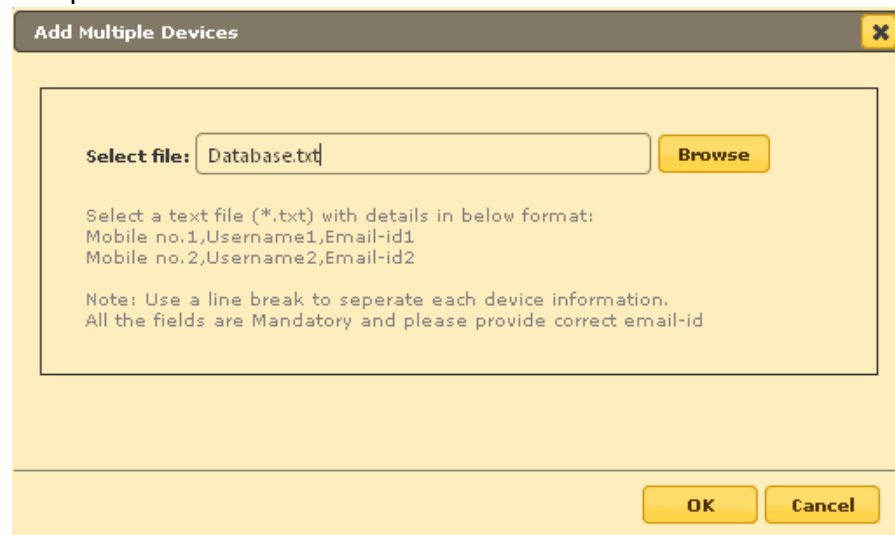 Add Multiple Devices
Select file: Database.txt Browse
Select a text file (*.txt) with details in below format:
Mobile no.1,Username1,Email-id1
Mobile no.2,Username2,Email-id2
Note: Use a line break to seperate each device information.
All the fields are Mandatory and please provide correct email-id
OK Cancel